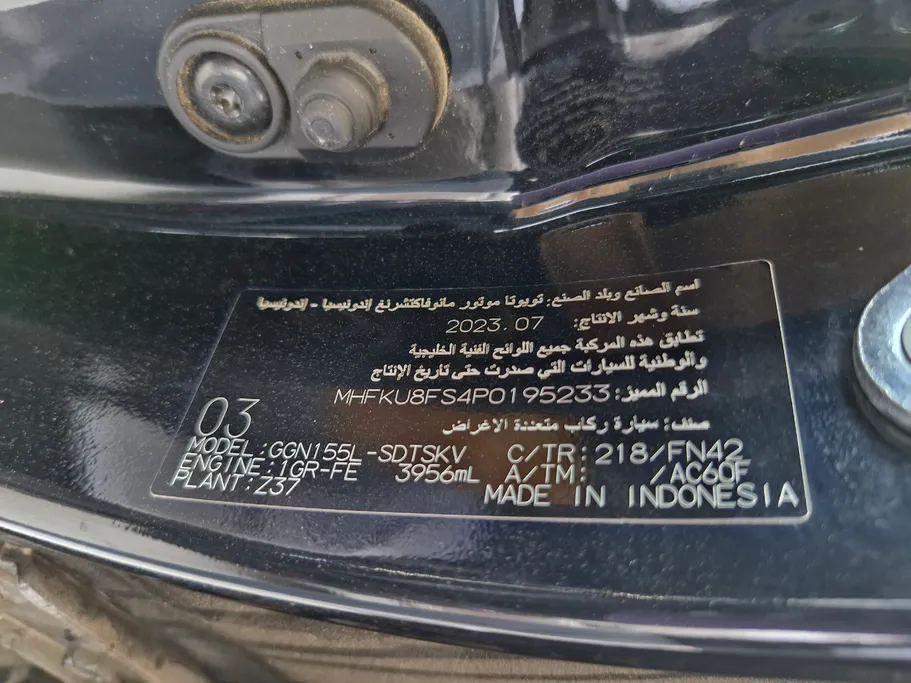 اسم الصانع وبلد الصنع: تويوتا موتور مانوفاكتشرنغ إندونيسيا - إندونيسيا
سنة وشهر الانتاج: 2023.07
تطابق هذه المركبة جميع اللوائح الفنية الخليجية
والوطنية للسيارات التي صدرت حتى تاريخ الإنتاج
الرقم المميز: MHFKU8FS4P0195233
صنف: سيارة ركاب متعددة الاغراض
03
MODEL:GGN155L-SDTSKV C/TR:218/FN42
ENGINE:1GR-FE 3956mL A/TM: /AC60F
PLANT:Z37 MADE IN INDONESIA